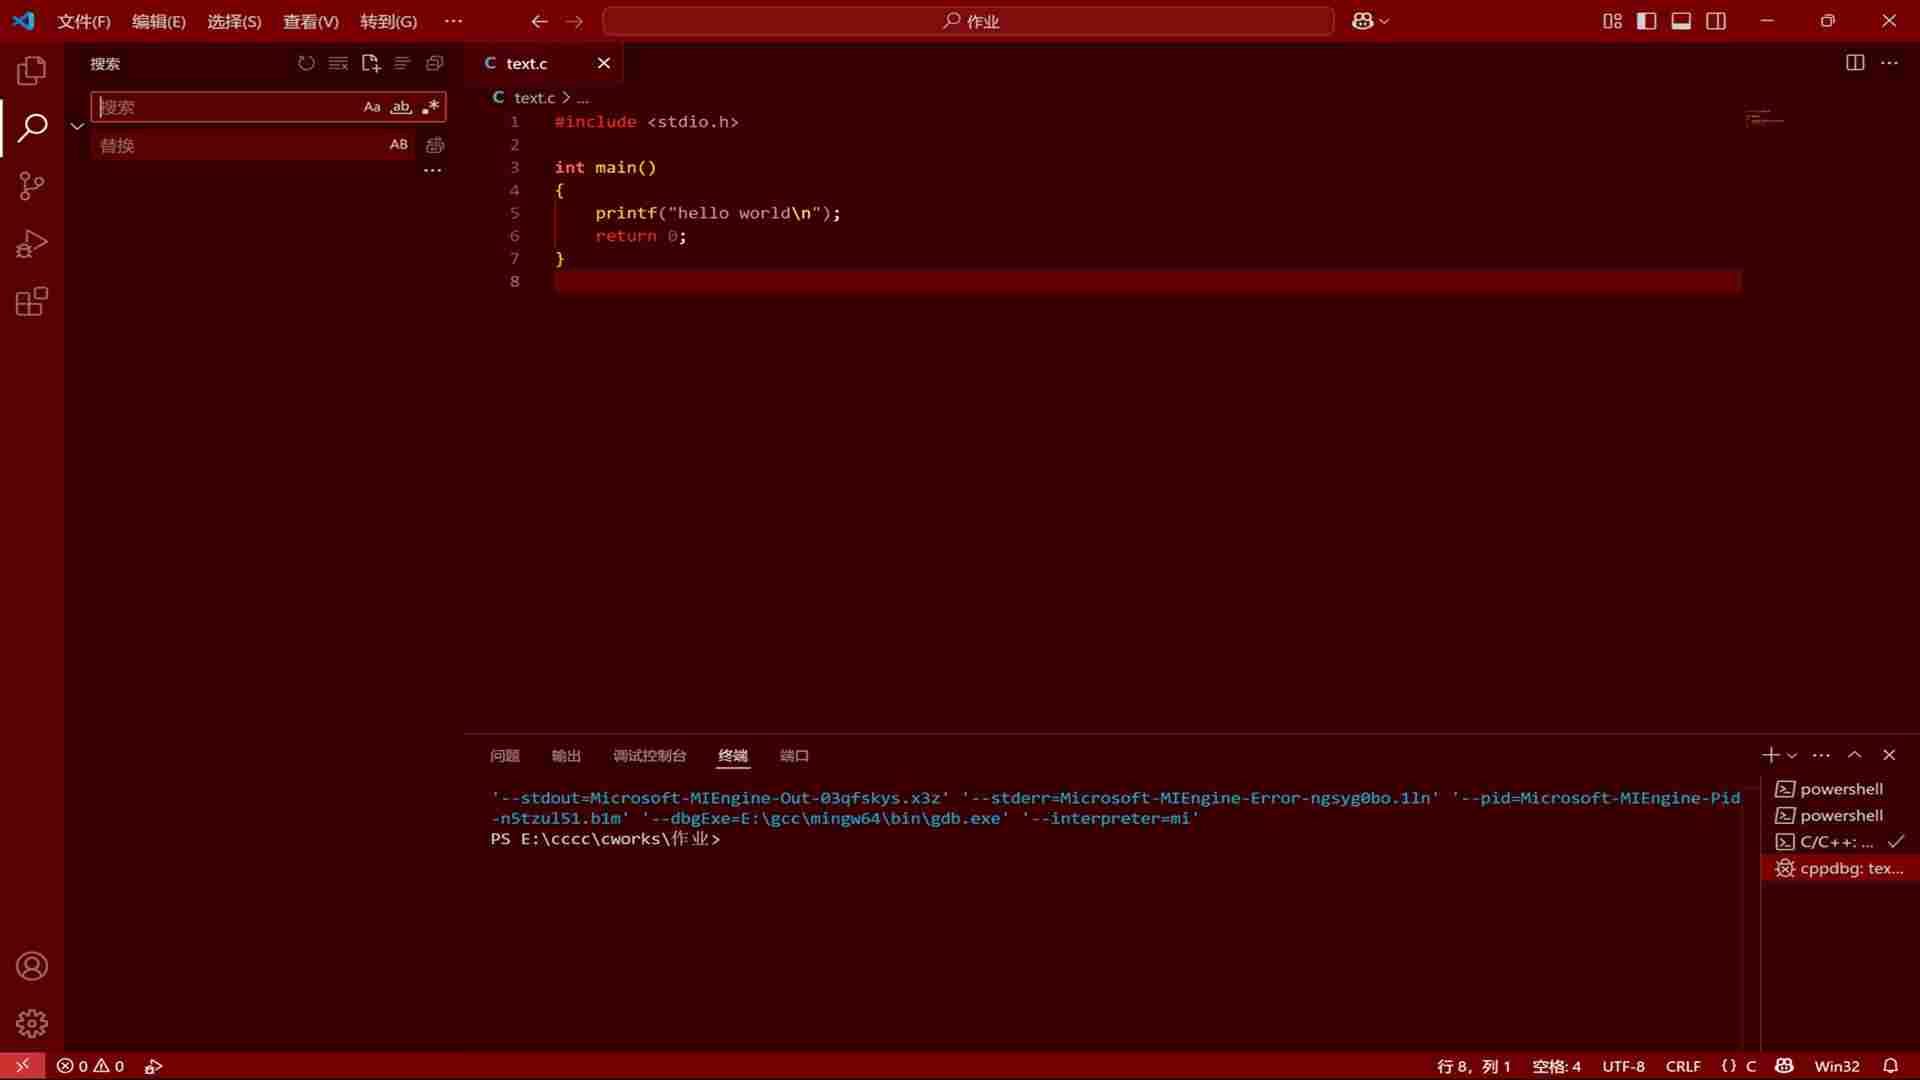 文件(F) 编辑(E) 选择(S) 查看(V) 转到(G) ··· 作业
搜索
搜索 Aa ab .*
替换 AB
···
C text.c
C text.c > ...
1 #include <stdio.h>
2
3 int main()
4 {
5     printf("hello world\n");
6     return 0;
7 }
8
问题 输出 调试控制台 终端 端口
'--stdout=Microsoft-MIEngine-Out-03qfskys.x3z' '--stderr=Microsoft-MIEngine-Error-ngsyg0bo.1ln' '--pid=Microsoft-MIEngine-Pid
-n5tzul51.b1m' '--dbgExe=E:\gcc\mingw64\bin\gdb.exe' '--interpreter=mi'
PS E:\cccc\cworks\作业>
powershell
powershell
C/C++: ...
cppdbg: tex...
0 0 行 8，列 1 空格: 4 UTF-8 CRLF {} C Win32